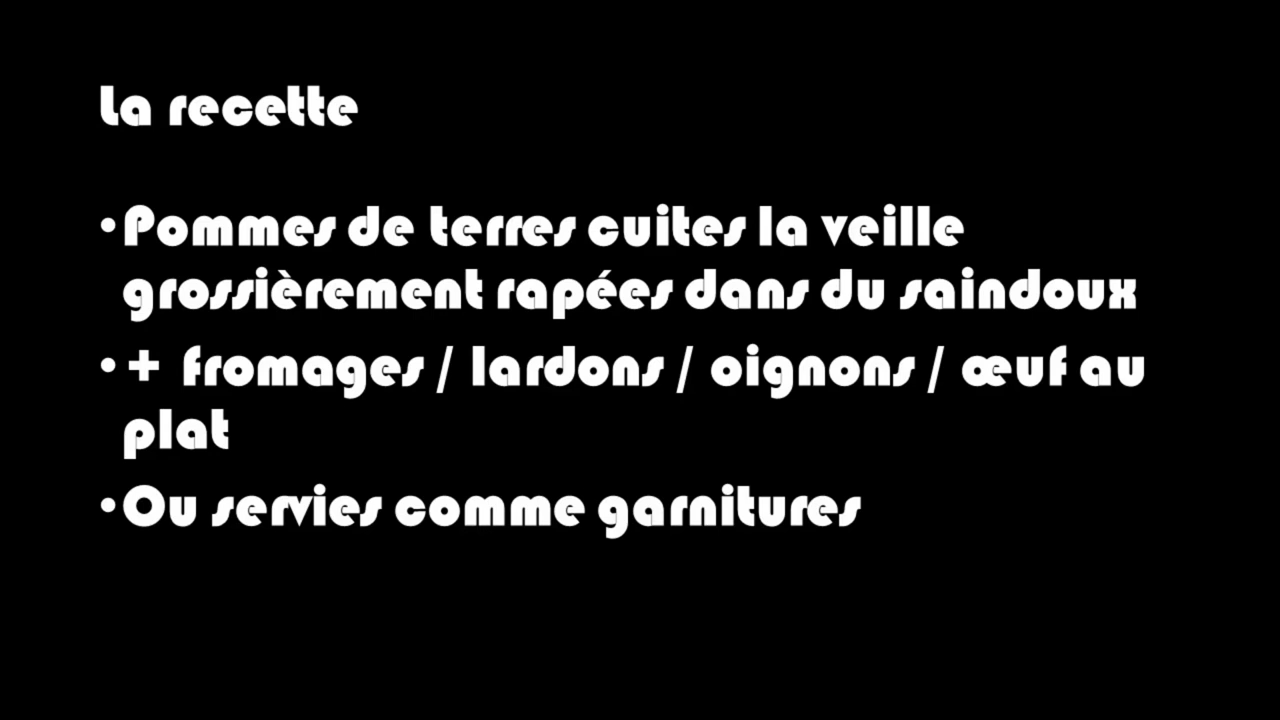 La recette
•Pommes de terres cuites la veille
grossièrement rapées dans du saindoux
•+ fromages / lardons / oignons / œuf au
plat
•Ou servies comme garnitures